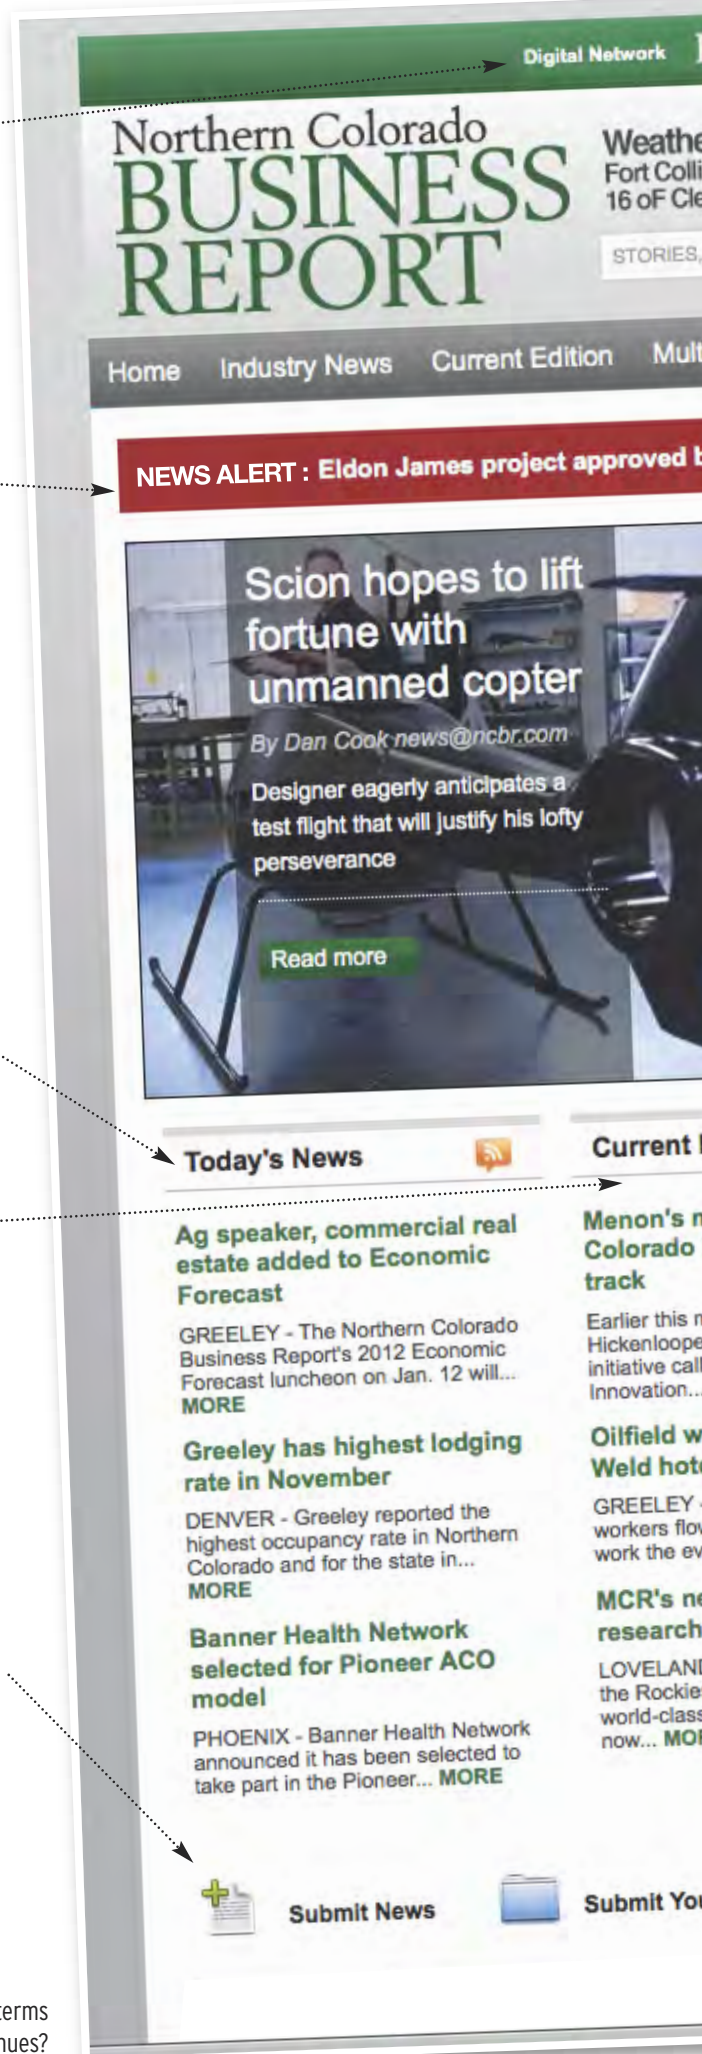 Digital Network
Northern Colorado
BUSINESS
REPORT
Fort
16 oF
STORIES,
Home Industry News Current Edition
NEWS ALERT : Eldon James project approved
Scion hopes to lift
fortune with
unmanned copter
By Dan Cook news@ncbr.com
Designer eagerly anticipates a
test flight that will justify his lofty
perseverance
Read more
Today's News
Ag speaker, commercial real
estate added to Economic
Forecast
GREELEY - The Northern Colorado
Business Report's 2012 Economic
Forecast luncheon on Jan. 12 will...
MORE
Greeley has highest lodging
rate in November
DENVER - Greeley reported the
highest occupancy rate in Northern
Colorado and for the state in...
MORE
Banner Health Network
selected for Pioneer ACO
model
PHOENIX - Banner Health Network
announced it has been selected to
take part in the Pioneer... MORE
Current
Menon's
Colorado
track
Earlier this
initiative
Innovation...
Oilfield
Weld
GREELEY -
workers
work the
MCR's
research
the
world-class
now...
Submit News
Submit
terms